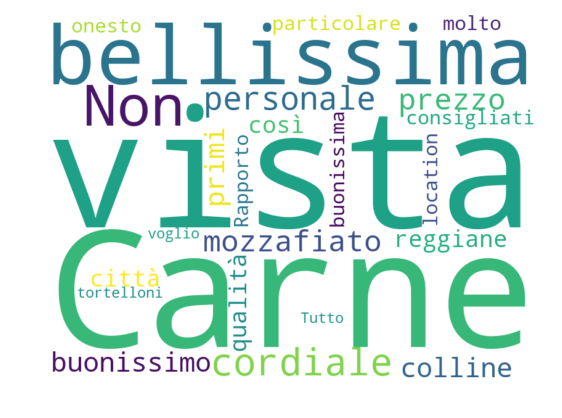 onesto particolare molto
bellissima
Non personale prezzo
consigliati
così
vista
primi
Rapporto
buonissima
location
voglio mozzafiato reggiane
Carne
città
tortelloni
qualità
Tutto
buonissimo cordiale colline